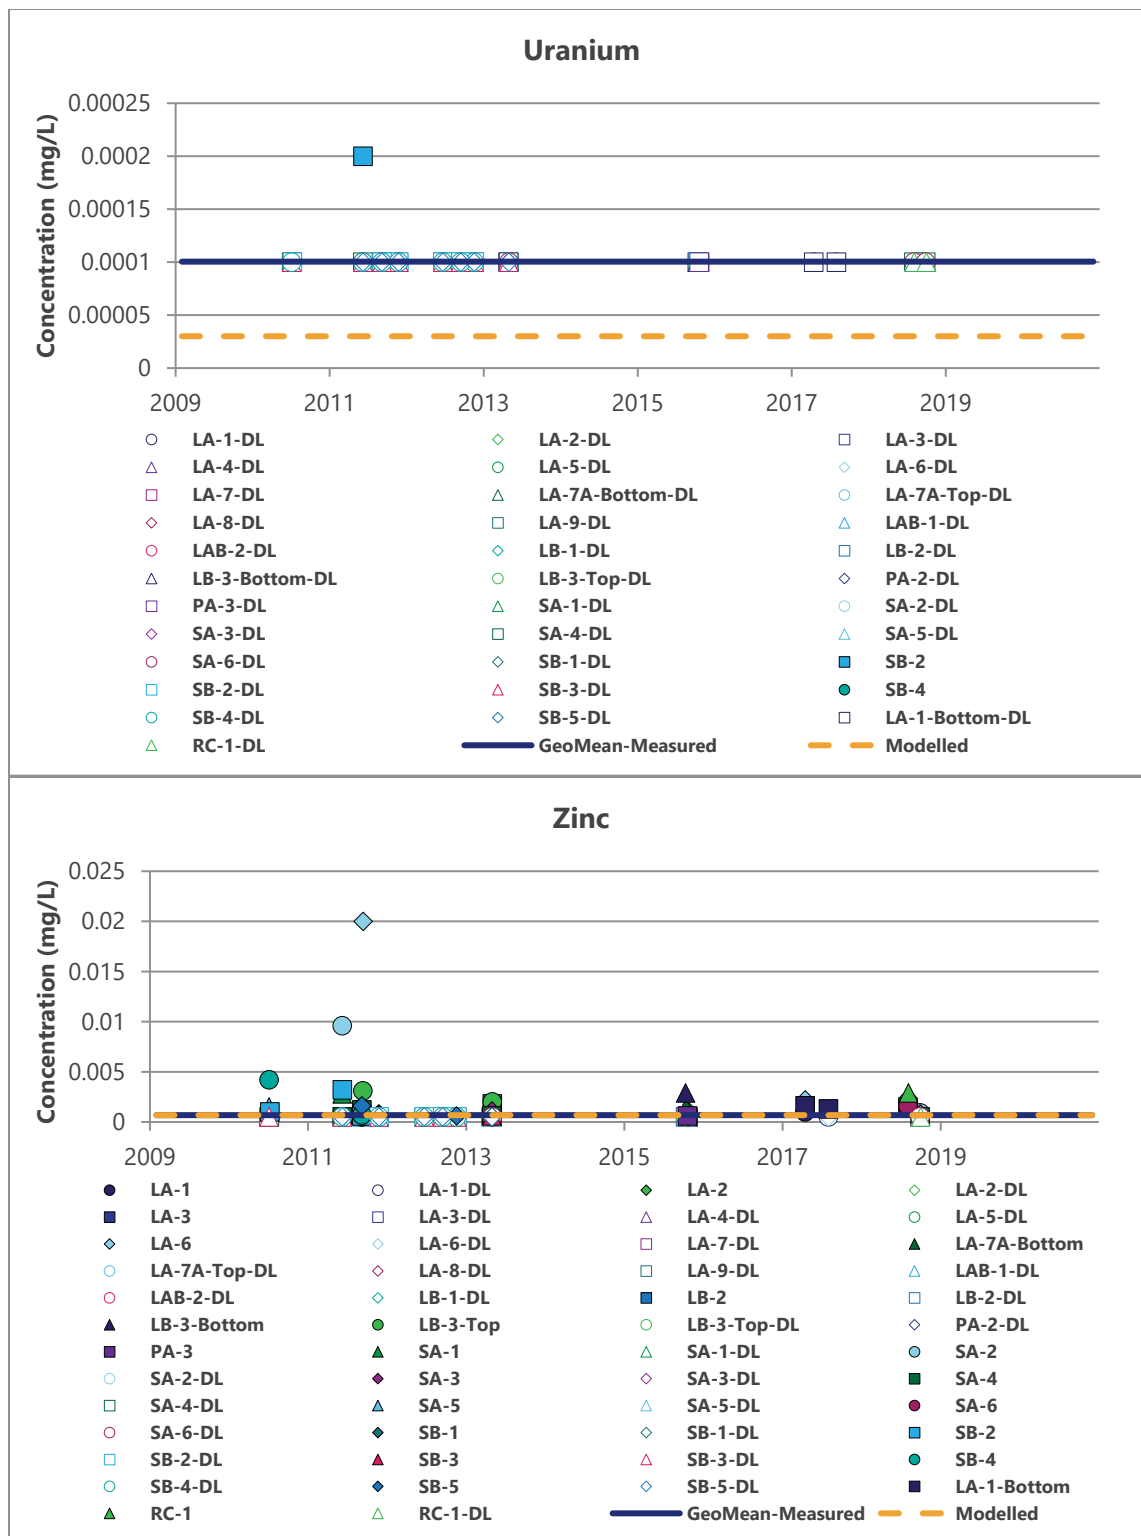 Uranium
Concentration (mg/L)
0.00025
0.0002
0.00015
0.0001
0.00005
0
2009 2011 2013 2015 2017 2019
LA-1-DL LA-2-DL LA-3-DL
LA-4-DL LA-5-DL LA-6-DL
LA-7-DL LA-7A-Bottom-DL LA-7A-Top-DL
LA-8-DL LA-9-DL LAB-1-DL
LAB-2-DL LB-1-DL LB-2-DL
LB-3-Bottom-DL LB-3-Top-DL PA-2-DL
PA-3-DL SA-1-DL SA-2-DL
SA-3-DL SA-4-DL SA-5-DL
SA-6-DL SB-1-DL SB-2
SB-2-DL SB-3-DL SB-4
SB-4-DL SB-5-DL LA-1-Bottom-DL
RC-1-DL GeoMean-Measured Modelled
Zinc
Concentration (mg/L)
0.025
0.02
0.015
0.01
0.005
0
2009 2011 2013 2015 2017 2019
LA-1 LA-1-DL LA-2 LA-2-DL
LA-3 LA-3-DL LA-4-DL LA-5-DL
LA-6 LA-6-DL LA-7-DL LA-7A-Bottom
LA-7A-Top-DL LA-8-DL LA-9-DL LAB-1-DL
LAB-2-DL LB-1-DL LB-2 LB-2-DL
LB-3-Bottom LB-3-Top LB-3-Top-DL PA-2-DL
PA-3 SA-1 SA-1-DL SA-2
SA-2-DL SA-3 SA-3-DL SA-4
SA-4-DL SA-5 SA-5-DL SA-6
SA-6-DL SB-1 SB-1-DL SB-2
SB-2-DL SB-3 SB-3-DL SB-4
SB-4-DL SB-5 SB-5-DL LA-1-Bottom
RC-1 RC-1-DL GeoMean-Measured Modelled